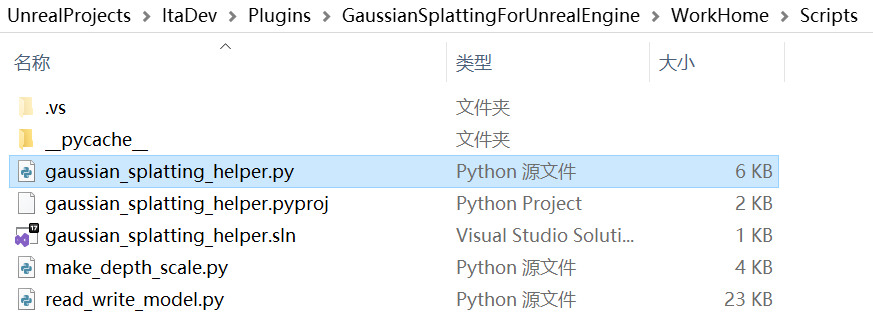 UnrealProjects > ItaDev > Plugins > GaussianSplattingForUnrealEngine > WorkHome > Scripts
名称 类型 大小
.vs 文件夹
__pycache__ 文件夹
gaussian_splatting_helper.py Python 源文件 6 KB
gaussian_splatting_helper.pyproj Python Project 2 KB
gaussian_splatting_helper.sln Visual Studio Soluti... 1 KB
make_depth_scale.py Python 源文件 4 KB
read_write_model.py Python 源文件 23 KB